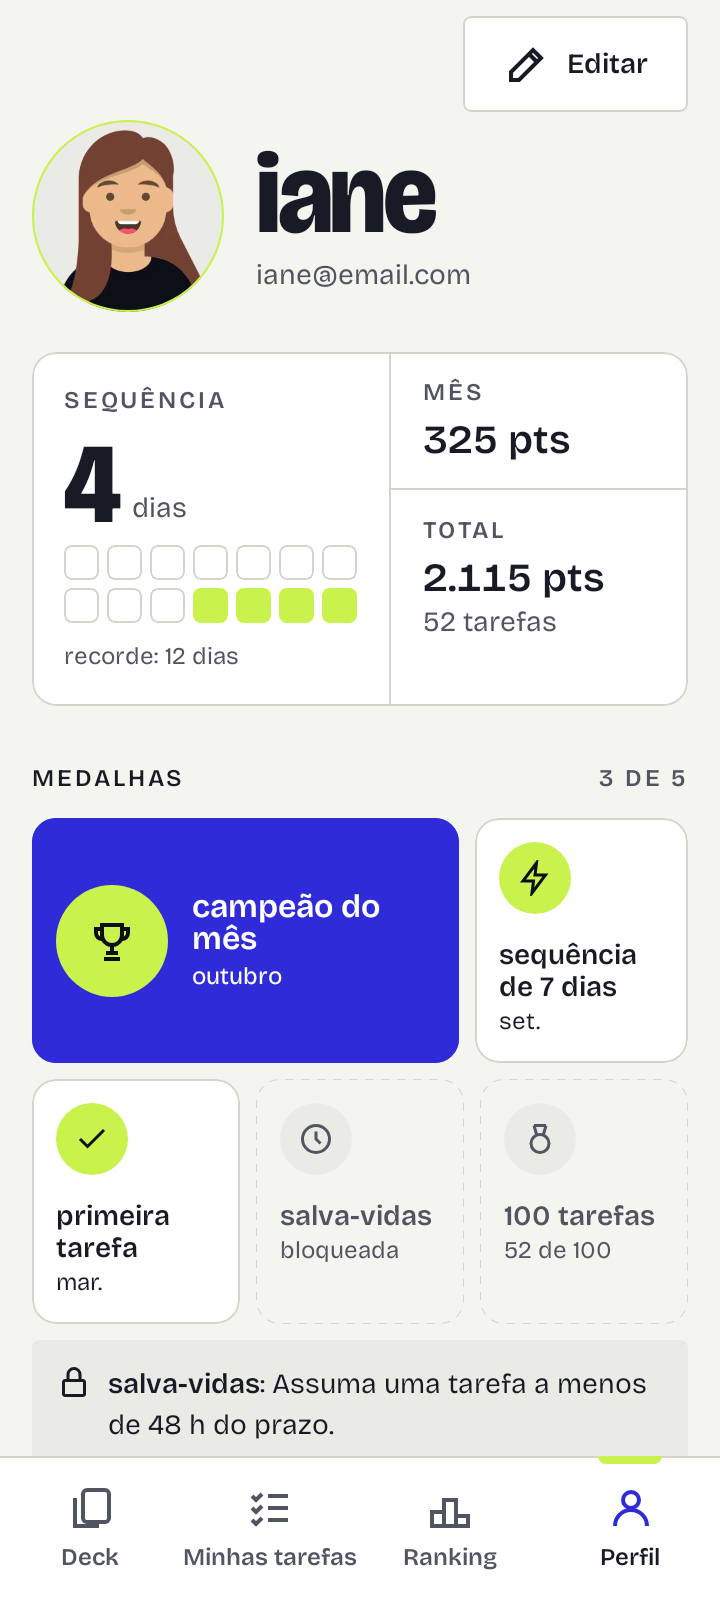 Editar
iane
iane@email.com
SEQUÊNCIA
4 dias
recorde: 12 dias
MÊS
325 pts
TOTAL
2.115 pts
52 tarefas
MEDALHAS
3 DE 5
campeão do
mês
outubro
sequência
de 7 dias
set.
primeira
tarefa
mar.
salva-vidas
bloqueada
100 tarefas
52 de 100
salva-vidas: Assuma uma tarefa a menos
de 48 h do prazo.
Deck
Minhas tarefas
Ranking
Perfil